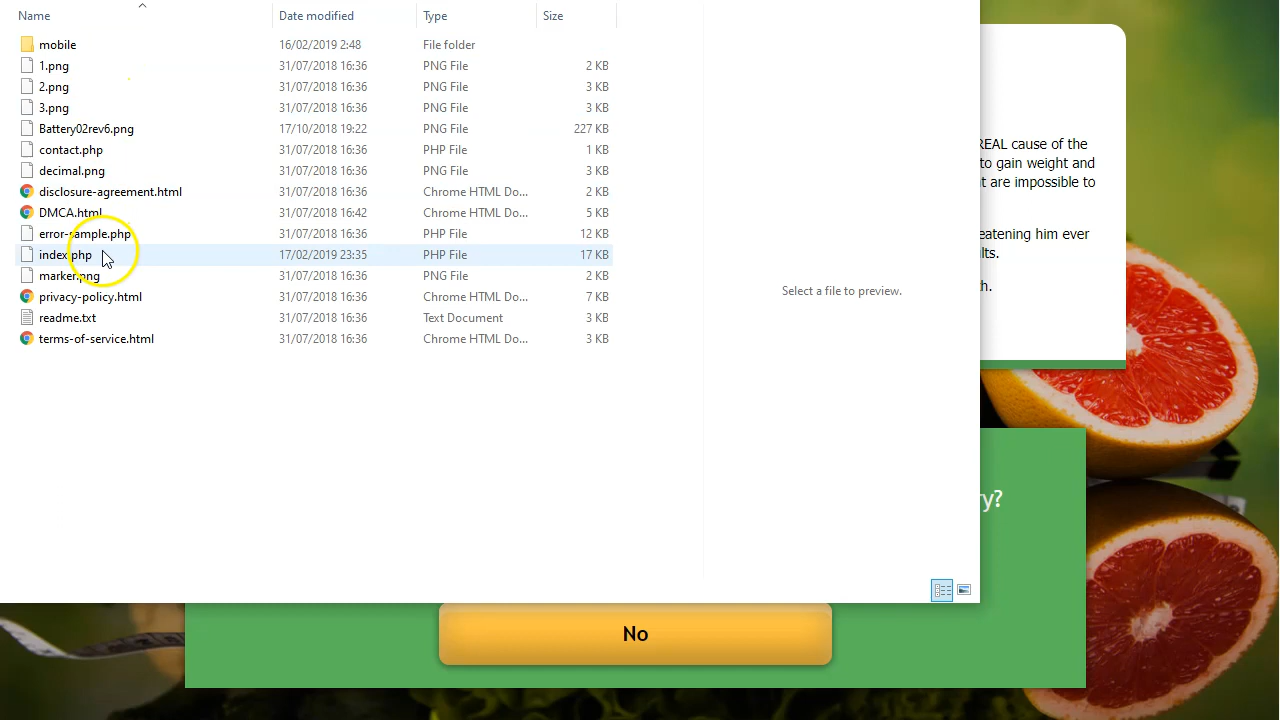 Name Date modified Type Size
mobile 16/02/2019 2:48 File folder
1.png 31/07/2018 16:36 PNG File 2 KB
2.png 31/07/2018 16:36 PNG File 3 KB
3.png 31/07/2018 16:36 PNG File 3 KB
Battery02rev6.png 17/10/2018 19:22 PNG File 227 KB
contact.php 31/07/2018 16:36 PHP File 1 KB
decimal.png 31/07/2018 16:36 PNG File 3 KB
disclosure-agreement.html 31/07/2018 16:36 Chrome HTML Do... 2 KB
DMCA.html 31/07/2018 16:42 Chrome HTML Do... 5 KB
error-sample.php 31/07/2018 16:36 PHP File 12 KB
index.php 17/02/2019 23:35 PHP File 17 KB
marker.png 31/07/2018 16:36 PNG File 2 KB
privacy-policy.html 31/07/2018 16:36 Chrome HTML Do... 7 KB
readme.txt 31/07/2018 16:36 Text Document 3 KB
terms-of-service.html 31/07/2018 16:36 Chrome HTML Do... 3 KB
Select a file to preview.
REAL cause of the
to gain weight and
t are impossible to
eatening him ever
lts.
h.
ry?
No